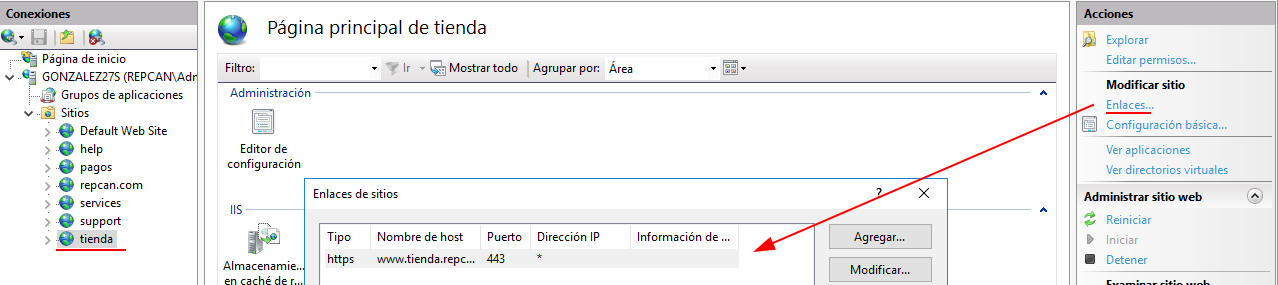 Conexiones
Página de inicio
GONZALEZ27S (REPCAN\Adm
Grupos de aplicaciones
Sitios
Default Web Site
help
pagos
repcan.com
services
support
tienda
Página principal de tienda
Filtro:
Ir
Mostrar todo
Agrupar por:
Área
Administración
Editor de
configuración
IIS
Almacenamie...
en caché de r...
Enlaces de sitios
?
Tipo Nombre de host Puerto Dirección IP Información de ...
https www.tienda.repc... 443 *
Agregar...
Modificar...
Acciones
Explorar
Editar permisos...
Modificar sitio
Enlaces...
Configuración básica...
Ver aplicaciones
Ver directorios virtuales
Administrar sitio web
Reiniciar
Iniciar
Detener
Examinar sitio web